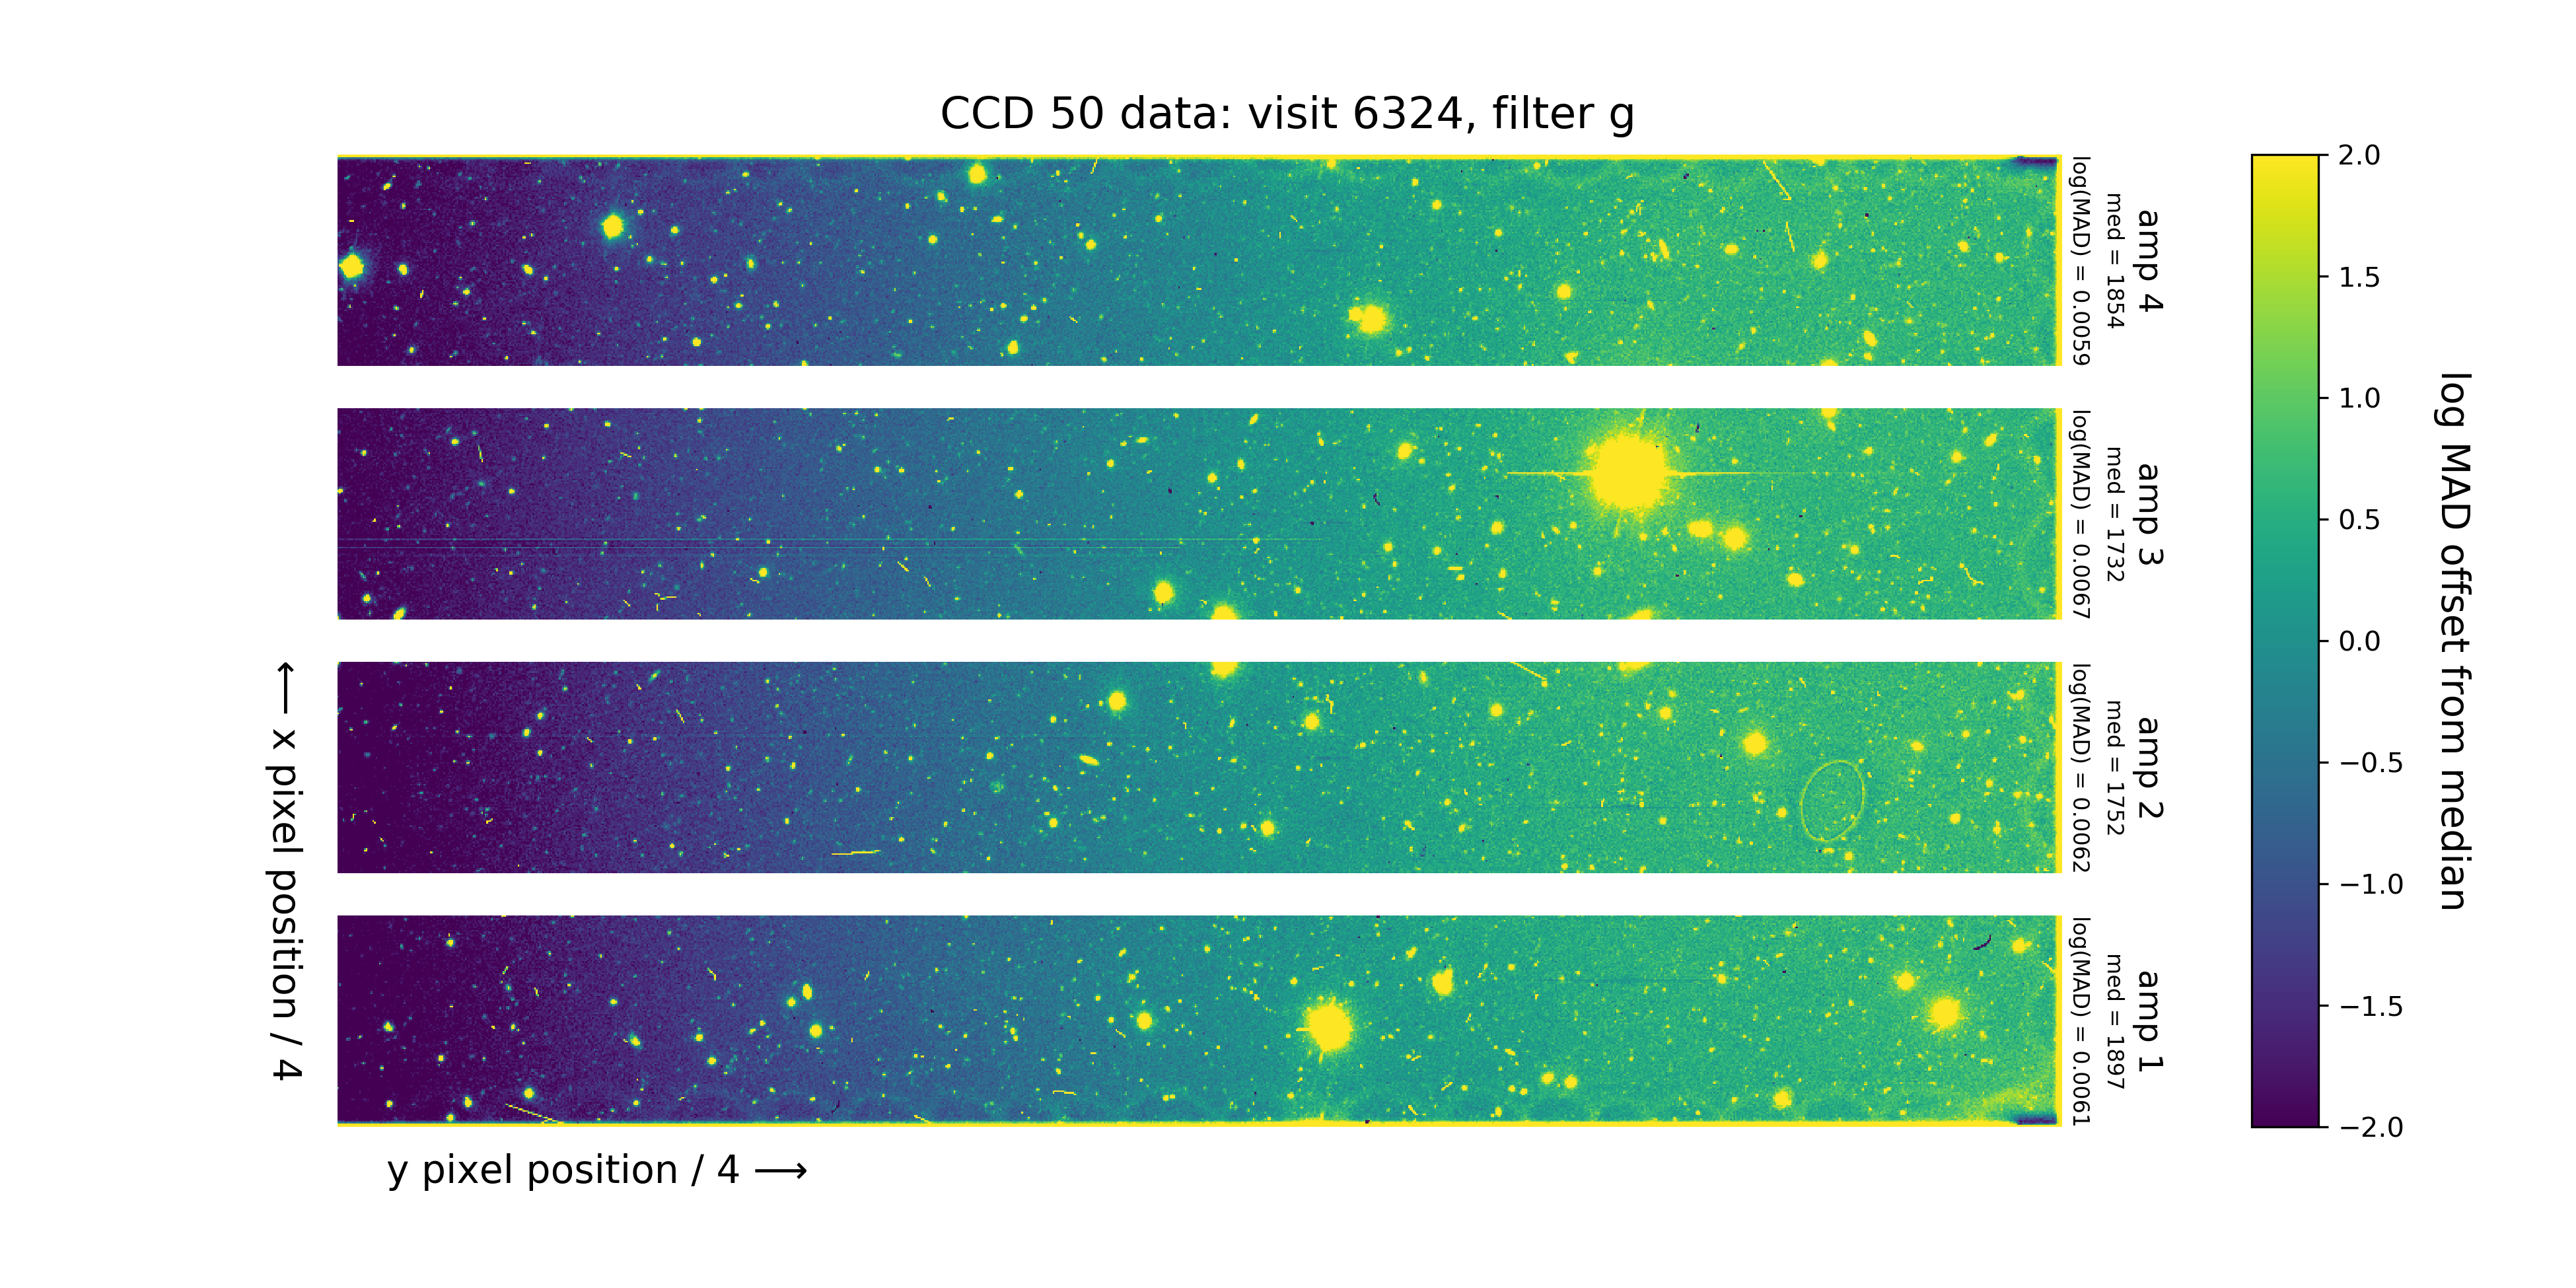 CCD 50 data: visit 6324, filter g
amp 4
med = 1854
log(MAD) = 0.0059
amp 3
med = 1732
log(MAD) = 0.0067
amp 2
med = 1752
log(MAD) = 0.0062
amp 1
med = 1897
log(MAD) = 0.0061
⟵ x pixel position / 4
y pixel position / 4 ⟶
2.0
1.5
1.0
0.5
0.0
−0.5
−1.0
−1.5
−2.0
log MAD offset from median